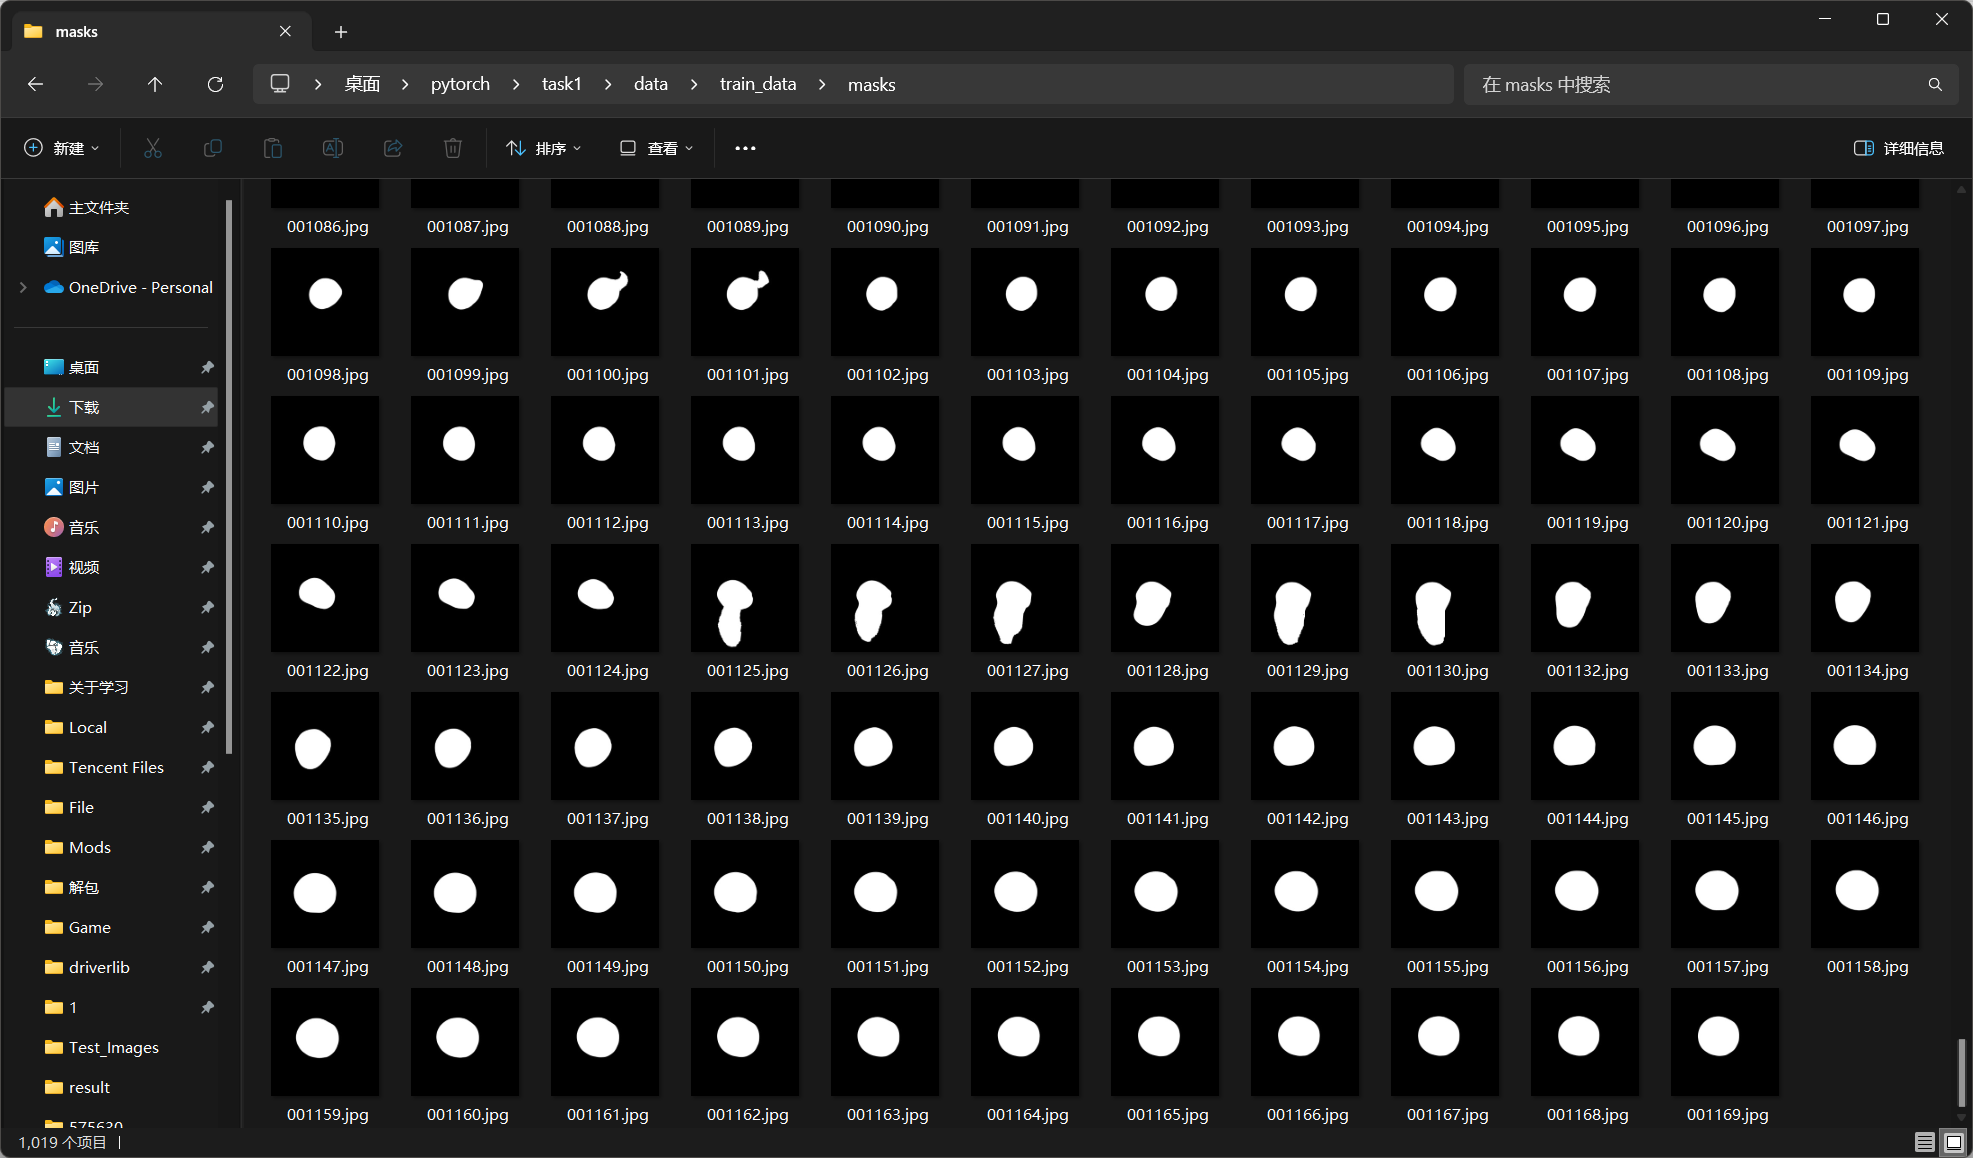 masks
桌面 pytorch task1 data train_data masks
在 masks 中搜索
新建 排序 查看 详细信息
主文件夹
图库
OneDrive - Personal
桌面
下载
文档
图片
音乐
视频
Zip
音乐
关于学习
Local
Tencent Files
File
Mods
解包
Game
driverlib
1
Test_Images
result
575630
001086.jpg 001087.jpg 001088.jpg 001089.jpg 001090.jpg 001091.jpg 001092.jpg 001093.jpg 001094.jpg 001095.jpg 001096.jpg 001097.jpg
001098.jpg 001099.jpg 001100.jpg 001101.jpg 001102.jpg 001103.jpg 001104.jpg 001105.jpg 001106.jpg 001107.jpg 001108.jpg 001109.jpg
001110.jpg 001111.jpg 001112.jpg 001113.jpg 001114.jpg 001115.jpg 001116.jpg 001117.jpg 001118.jpg 001119.jpg 001120.jpg 001121.jpg
001122.jpg 001123.jpg 001124.jpg 001125.jpg 001126.jpg 001127.jpg 001128.jpg 001129.jpg 001130.jpg 001132.jpg 001133.jpg 001134.jpg
001135.jpg 001136.jpg 001137.jpg 001138.jpg 001139.jpg 001140.jpg 001141.jpg 001142.jpg 001143.jpg 001144.jpg 001145.jpg 001146.jpg
001147.jpg 001148.jpg 001149.jpg 001150.jpg 001151.jpg 001152.jpg 001153.jpg 001154.jpg 001155.jpg 001156.jpg 001157.jpg 001158.jpg
001159.jpg 001160.jpg 001161.jpg 001162.jpg 001163.jpg 001164.jpg 001165.jpg 001166.jpg 001167.jpg 001168.jpg 001169.jpg
1,019 个项目